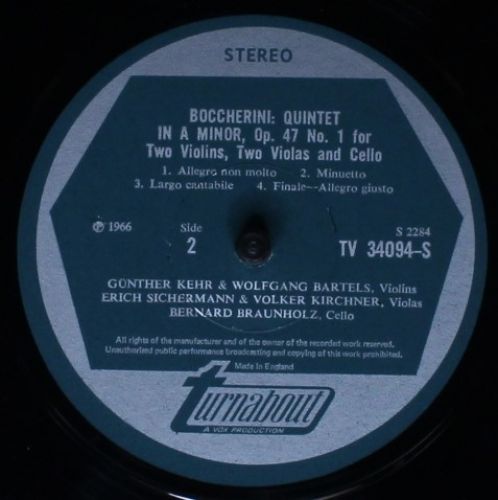 STEREO
BOCCHERINI: QUINTET
IN A MINOR, Op. 47 No. 1 for
Two Violins, Two Violas and Cello
1. Allegro non molto 2. Minuetto
3. Largo cantabile 4. Finale—Allegro giusto
℗ 1966 Side S 2284
2 TV 34094-S
GÜNTHER KEHR & WOLFGANG BARTELS, Violins
ERICH SICHERMANN & VOLKER KIRCHNER, Violas
BERNARD BRAUNHOLZ, Cello
All rights of the manufacturer and of the owner of the recorded work reserved.
Unauthorized public performance broadcasting and copying of this work prohibited.
Made in England
turnabout
A VOX PRODUCTION